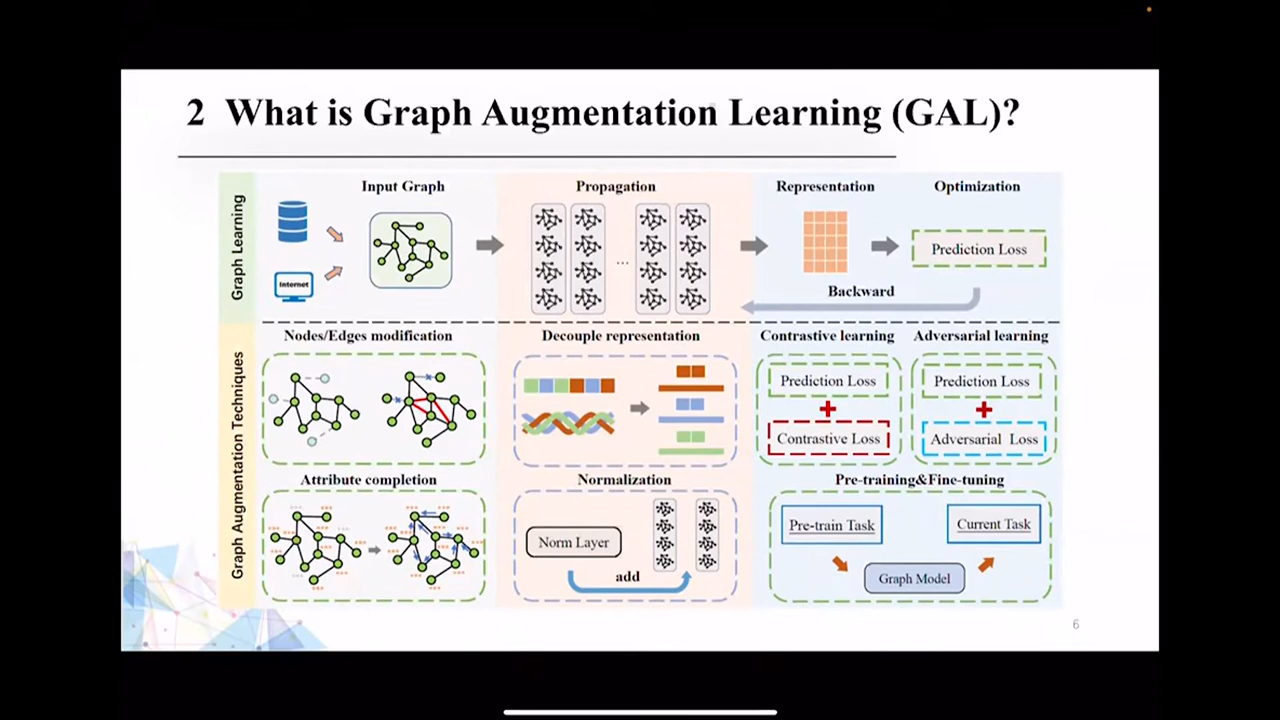 2 What is Graph Augmentation Learning (GAL)?
Graph Learning
Input Graph
Propagation
Representation
Optimization
Internet
...
Prediction Loss
Backward
Graph Augmentation Techniques
Nodes/Edges modification
Decouple representation
Contrastive learning
Adversarial learning
Prediction Loss
+
Contrastive Loss
Prediction Loss
+
Adversarial Loss
Attribute completion
Normalization
Pre-training&Fine-tuning
Norm Layer
add
Pre-train Task
Current Task
Graph Model
6